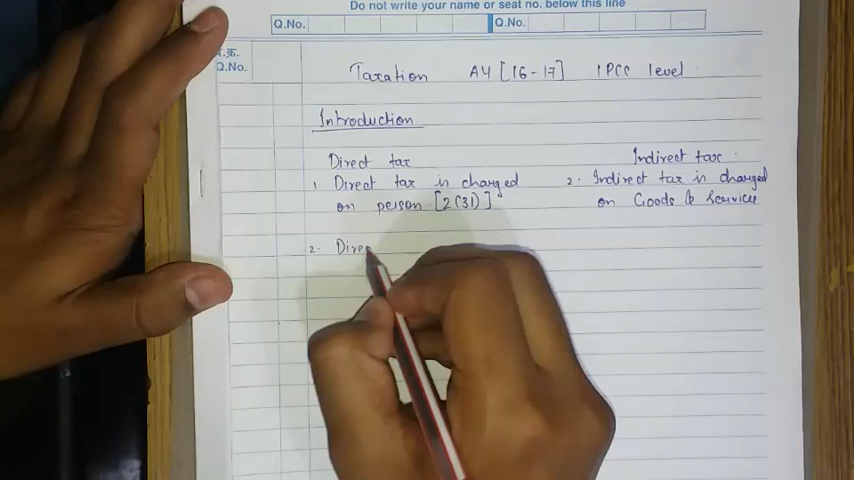 Do not write your name or seat no. below this line
Q.No. Q.No.
प्र.क्र.
Q.No.
Taxation AY [16-17] IPCC level
Introduction
Direct tax Indirect tax
1. Direct tax is charged 2. Indirect tax is charged
on person [2(31)] on Goods & Services
2. Direc